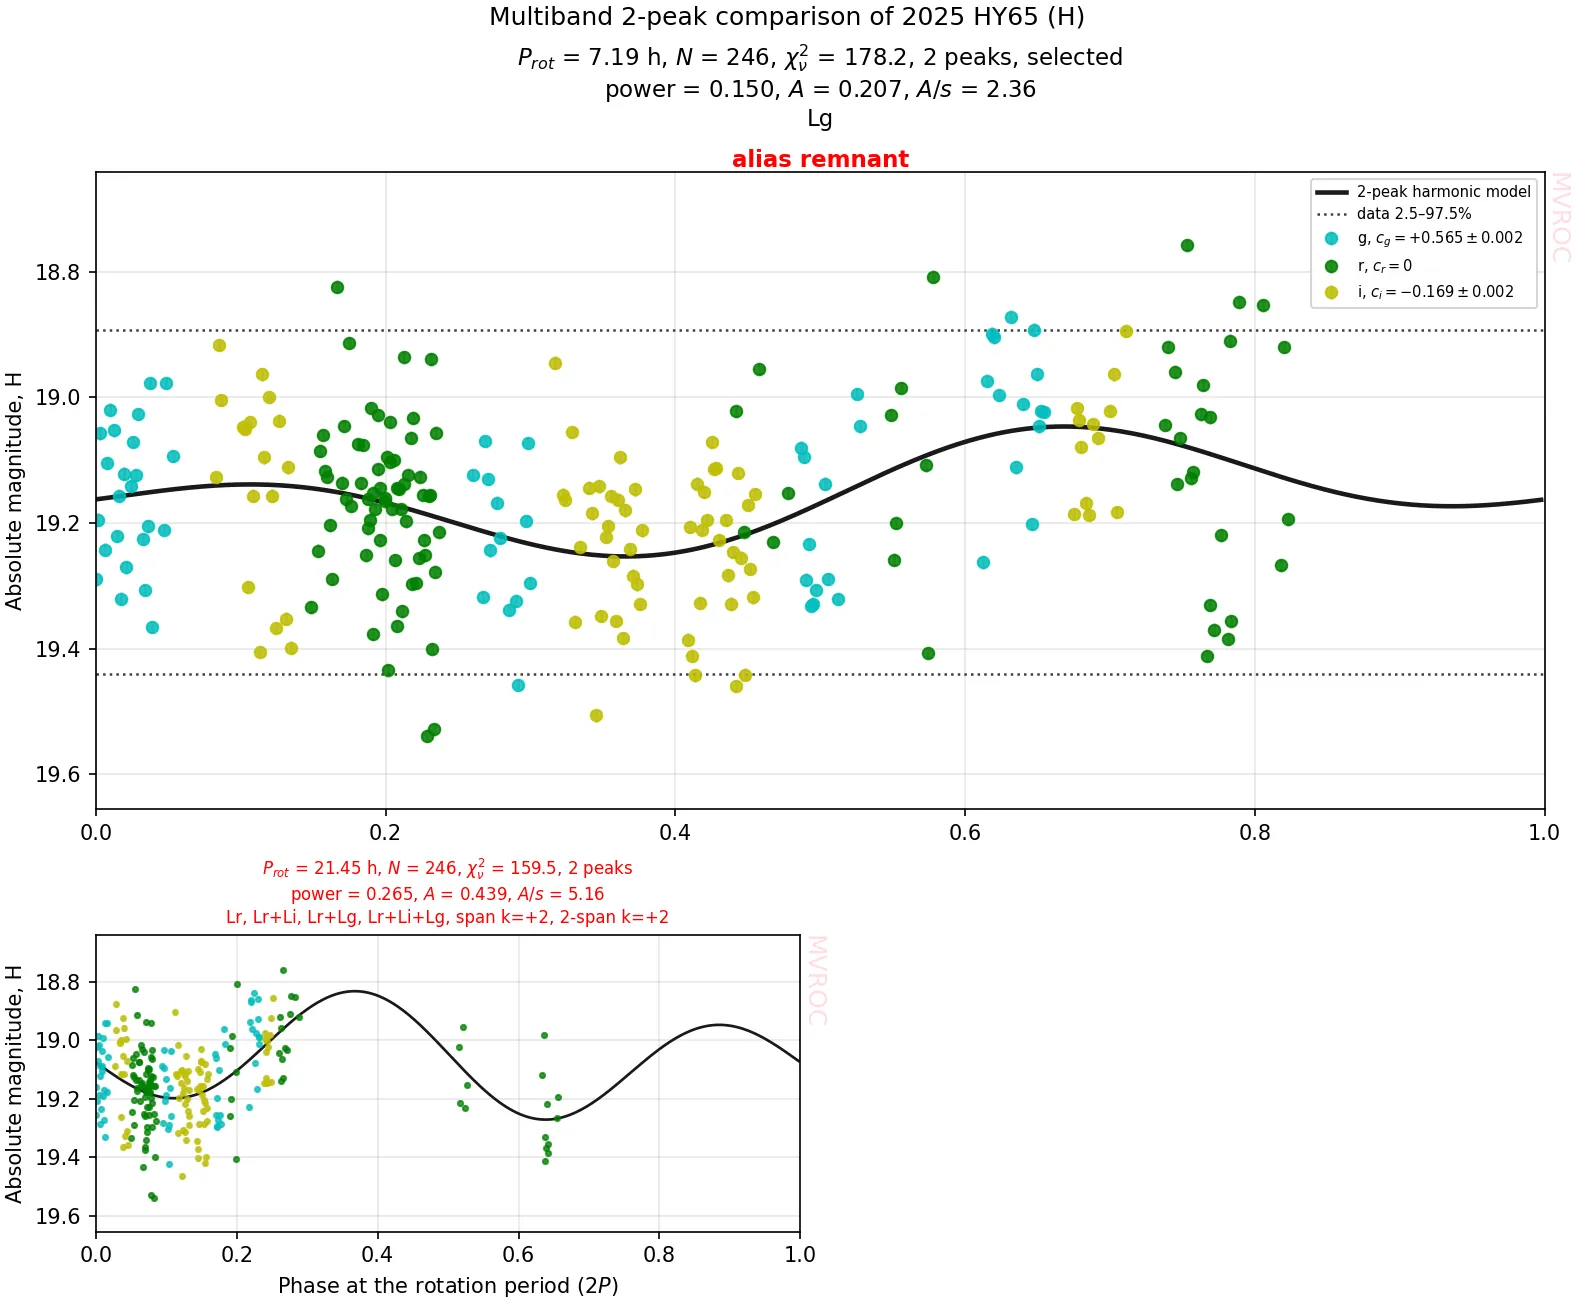 Multiband 2-peak comparison of 2025 HY65 (H)
P_rot = 7.19 h, N = 246, χ²_ν = 178.2, 2 peaks, selected
power = 0.150, A = 0.207, A/s = 2.36
Lg
alias remnant
2-peak harmonic model
data 2.5–97.5%
g, c_g = +0.565 ± 0.002
r, c_r = 0
i, c_i = −0.169 ± 0.002
MVROC
Absolute magnitude, H
18.8
19.0
19.2
19.4
19.6
0.0 0.2 0.4 0.6 0.8 1.0
P_rot = 21.45 h, N = 246, χ²_ν = 159.5, 2 peaks
power = 0.265, A = 0.439, A/s = 5.16
Lr, Lr+Li, Lr+Lg, Lr+Li+Lg, span k=+2, 2-span k=+2
MVROC
Absolute magnitude, H
18.8
19.0
19.2
19.4
19.6
0.0 0.2 0.4 0.6 0.8 1.0
Phase at the rotation period (2P)